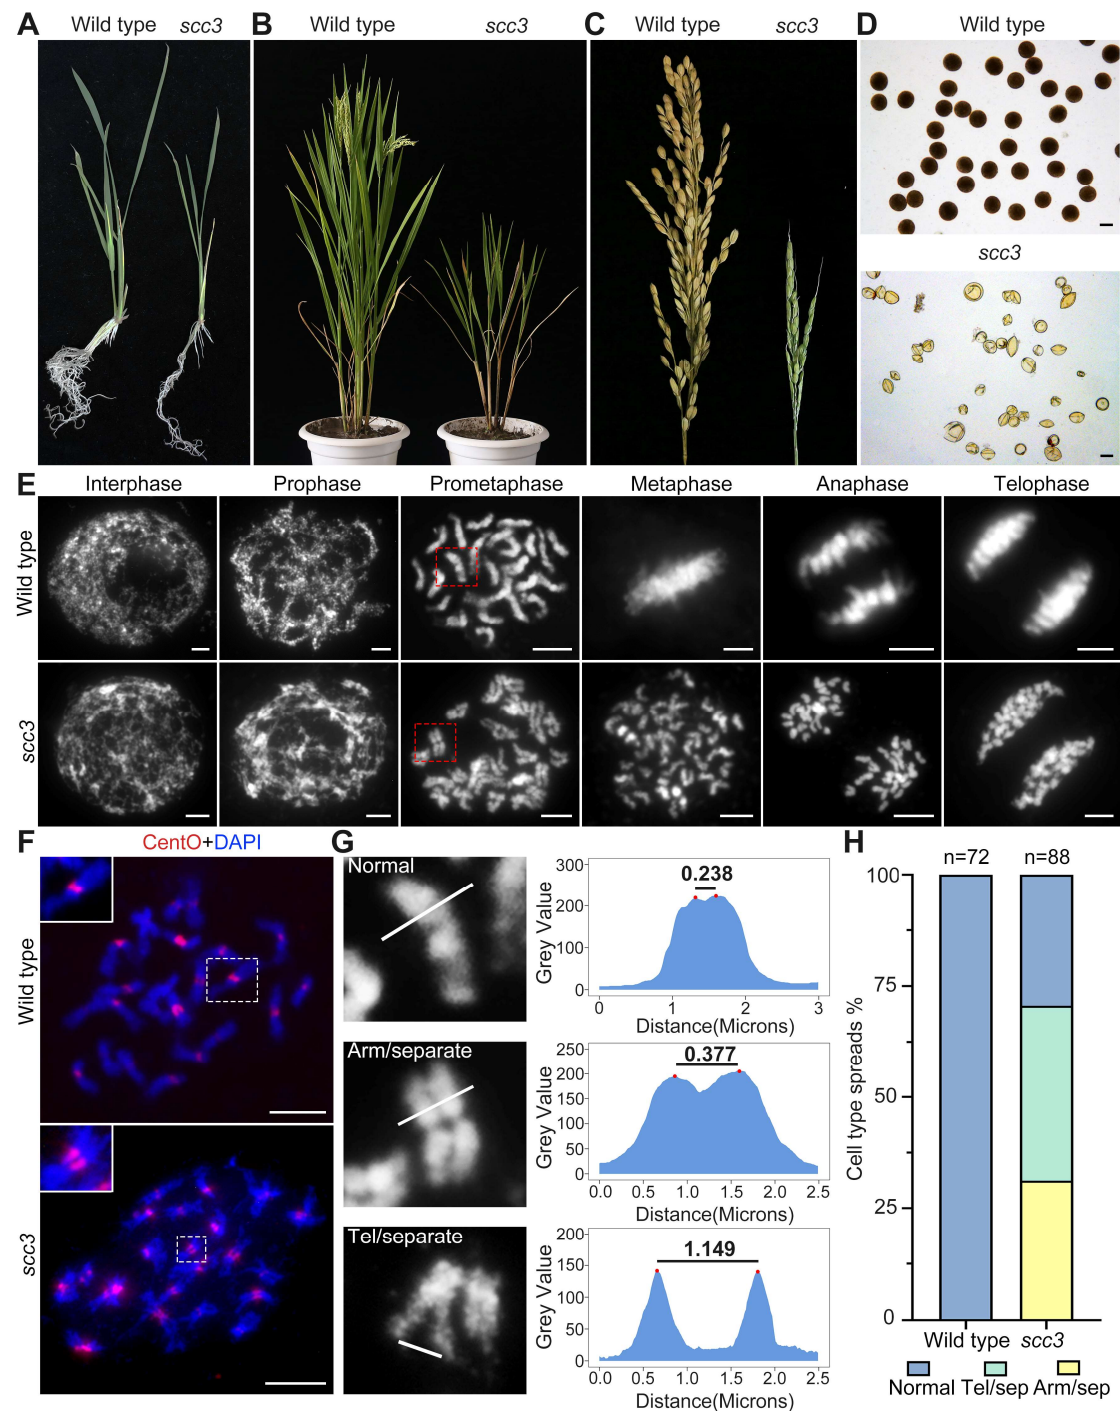 A Wild type scc3 B Wild type scc3 C Wild type scc3 D Wild type
scc3
E Interphase Prophase Prometaphase Metaphase Anaphase Telophase
Wild type
scc3
F CentO+DAPI
Wild type
scc3
G
Normal
300
200
100
0
Grey Value
0.238
0 1 2 3
Distance(Microns)
Arm/separate
250
200
150
100
50
0
Grey Value
0.377
0.0 0.5 1.0 1.5 2.0 2.5
Distance(Microns)
Tel/separate
200
150
100
50
0
Grey Value
1.149
0.0 0.5 1.0 1.5 2.0 2.5
Distance(Microns)
H
n=72 n=88
100
75
50
25
0
Cell type spreads %
Wild type scc3
Normal Tel/sep Arm/sep